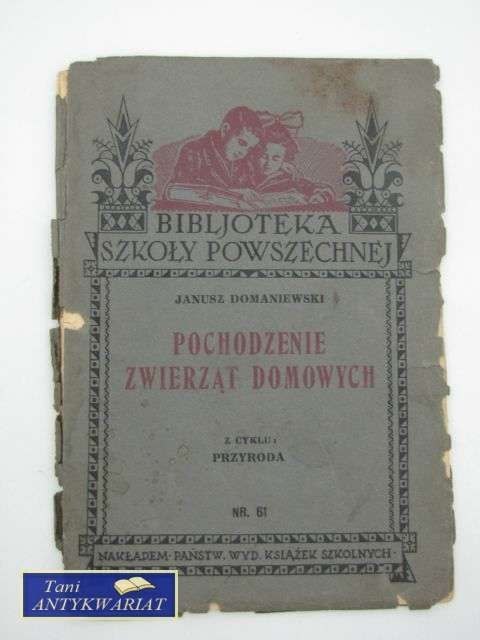 BIBLJOTEKA
SZKOŁY POWSZECHNEJ
JANUSZ DOMANIEWSKI
POCHODZENIE
ZWIERZĄT DOMOWYCH
Z CYKLU:
PRZYRODA
NR. 61
NAKŁADEM·PAŃSTW. WYD. KSIĄŻEK SZKOLNYCH·
Tani
ANTYKWARIAT